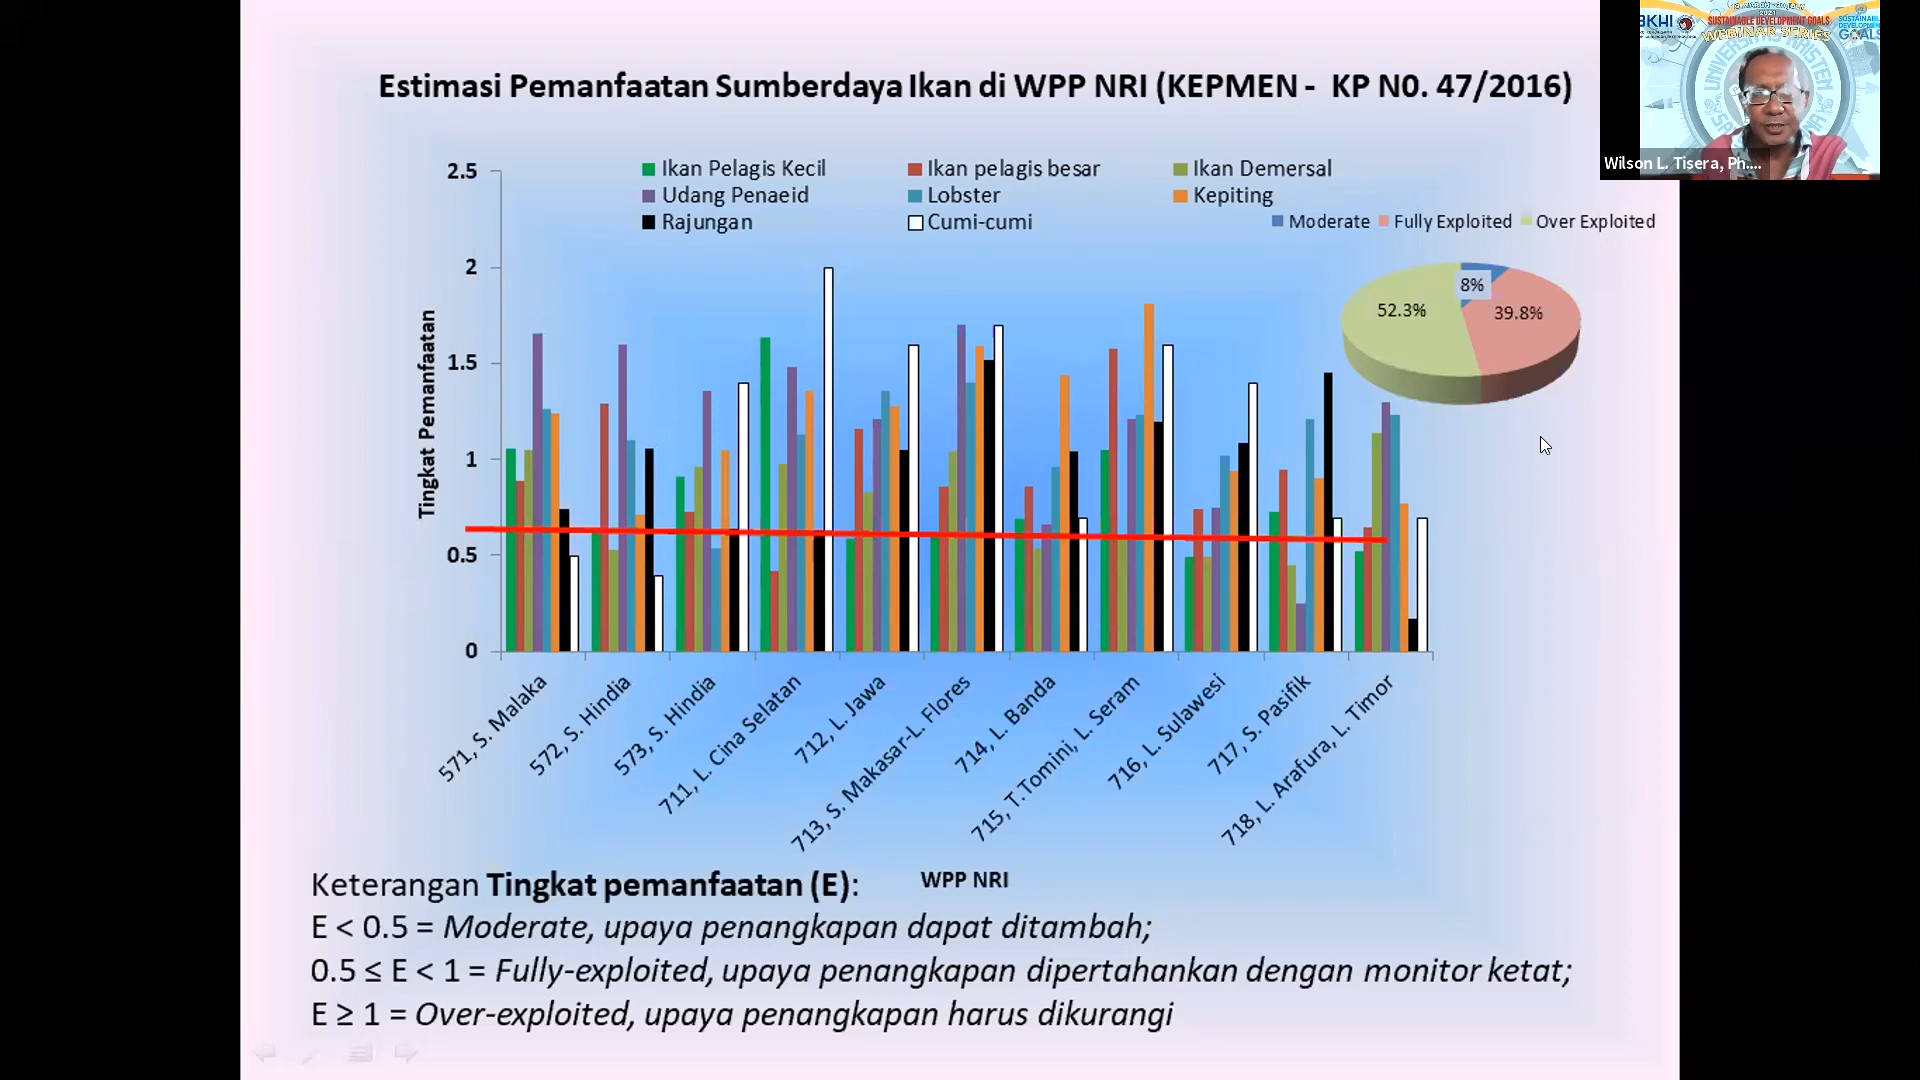 Estimasi Pemanfaatan Sumberdaya Ikan di WPP NRI (KEPMEN - KP N0. 47/2016)
SUSTAINABLE DEVELOPMENT GOALS
WEBINAR SERIES
Wilson L. Tisera, Ph....
Ikan Pelagis Kecil
Ikan pelagis besar
Ikan Demersal
Udang Penaeid
Lobster
Kepiting
Rajungan
Cumi-cumi
Moderate
Fully Exploited
Over Exploited
8%
52.3%
39.8%
Tingkat Pemanfaatan
2.5
2
1.5
1
0.5
0
571, S. Malaka
572, S. Hindia
573, S. Hindia
711, L. Cina Selatan
712, L. Jawa
713, S. Makasar-L. Flores
714, L. Banda
715, T.Tomini, L. Seram
716, L. Sulawesi
717, S. Pasifik
718, L. Arafura, L. Timor
WPP NRI
Keterangan Tingkat pemanfaatan (E):
E < 0.5 = Moderate, upaya penangkapan dapat ditambah;
0.5 ≤ E < 1 = Fully-exploited, upaya penangkapan dipertahankan dengan monitor ketat;
E ≥ 1 = Over-exploited, upaya penangkapan harus dikurangi